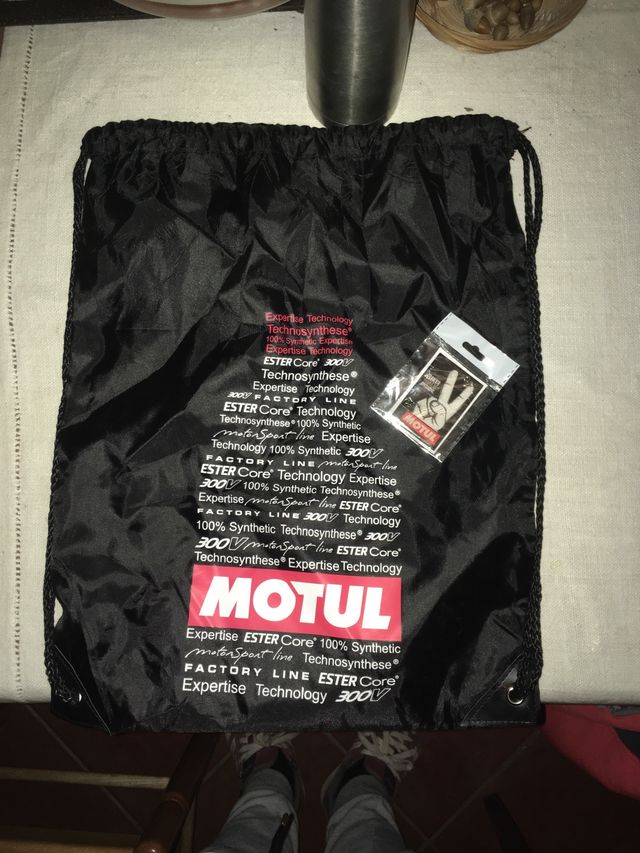 Expertise Technology
Technosynthese®
100% Synthetic Expertise
Expertise Technology
ESTER Core® 300V
Technosynthese®
Expertise Technology
300V FACTORY LINE
ESTER Core® Technology
Technosynthese® 100% Synthetic
motorSport line Expertise
Technology 100% Synthetic 300V
FACTORY LINE motorSport line
ESTER Core® Technology Expertise
300V 100% Synthetic Technosynthese®
Expertise motorSport line ESTER Core®
FACTORY LINE 300V Technology
100% Synthetic Technosynthese® 300V
300V motorSport line ESTER Core®
Technosynthese® Expertise Technology
MOTUL
Expertise ESTER Core® 100% Synthetic
motorSport line Technosynthese®
FACTORY LINE ESTER Core®
Expertise Technology 300V
MOTUL